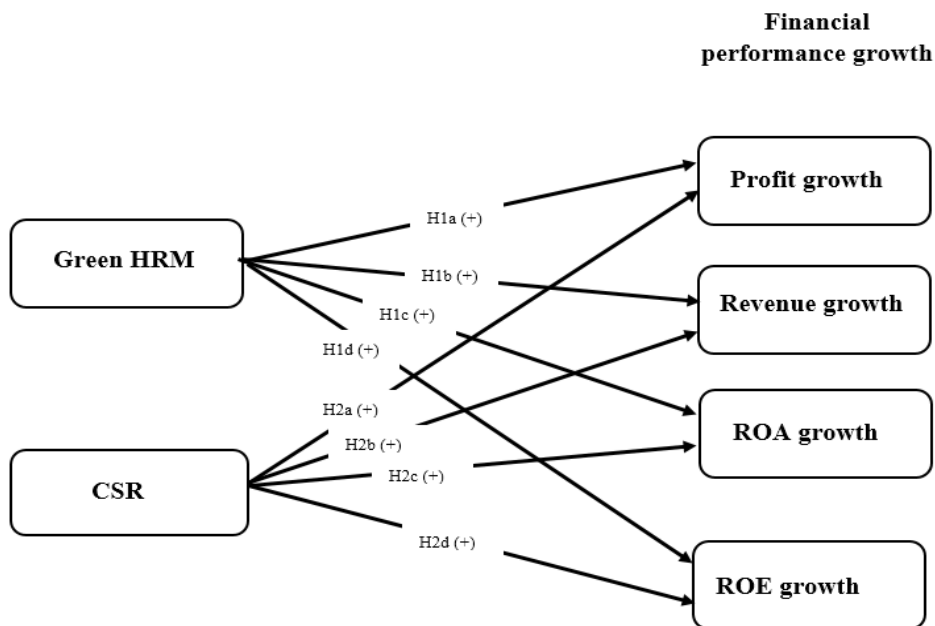 Financial
performance growth
Profit growth
H1a (+)
Green HRM
H1b (+)
Revenue growth
H1c (+)
H1d (+)
H2a (+)
ROA growth
H2b (+)
H2c (+)
CSR
H2d (+)
ROE growth